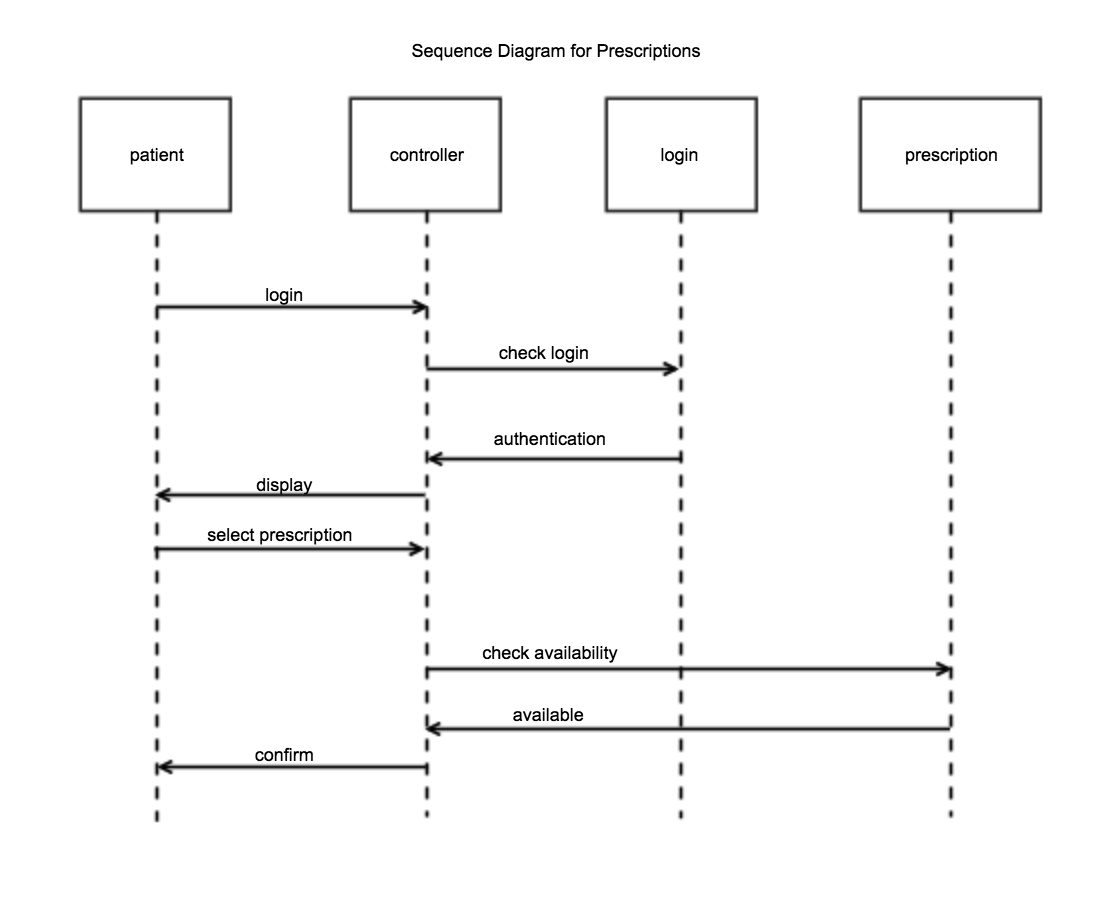 Sequence Diagram for Prescriptions
patient
controller
login
prescription
login
check login
authentication
display
select prescription
check availability
available
confirm